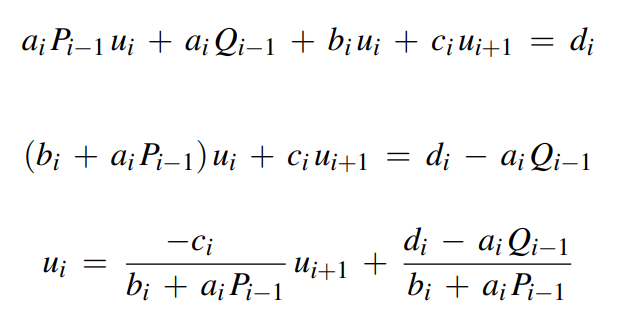 $a_i P_{i-1} u_i + a_i Q_{i-1} + b_i u_i + c_i u_{i+1} = d_i$
$(b_i + a_i P_{i-1}) u_i + c_i u_{i+1} = d_i - a_i Q_{i-1}$
$u_i = \frac{-c_i}{b_i + a_i P_{i-1}} u_{i+1} + \frac{d_i - a_i Q_{i-1}}{b_i + a_i P_{i-1}}$